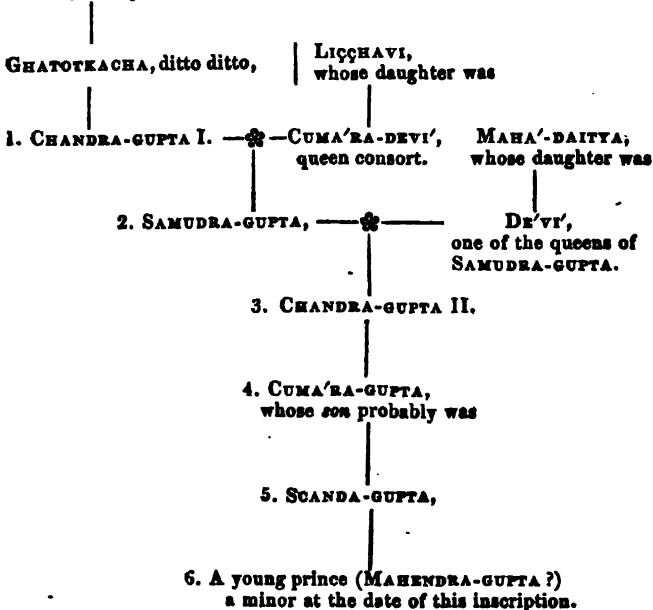 GHATOTKACHA, ditto ditto,
LIÇÇHAVI,
whose daughter was
1. CHANDRA-GUPTA I. — CUMA′RA-DEVI′,
queen consort.
MAHA′-DAITYA;
whose daughter was
2. SAMUDRA-GUPTA,
DE′VI′,
one of the queens of
SAMUDRA-GUPTA.
3. CHANDRA-GUPTA II.
4. CUMA′RA-GUPTA,
whose son probably was
5. SCANDA-GUPTA,
6. A young prince (MAHENDRA-GUPTA ?)
a minor at the date of this inscription.